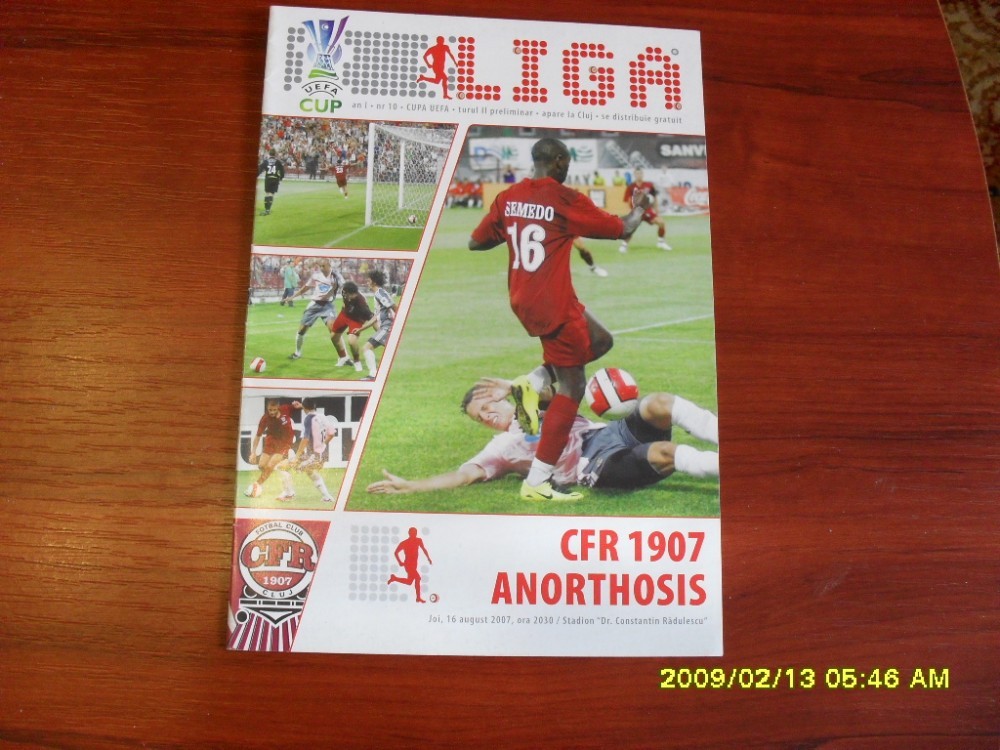 LIGA
UEFA
CUP
an I • nr 10 • CUPA UEFA • turul II preliminar • apare la Cluj • se distribuie gratuit
24
SANV
SEMEDO
16
FOTBAL CLUB
CFR
1907
CLUJ
CFR 1907
ANORTHOSIS
Joi, 16 august 2007, ora 2030 / Stadion "Dr. Constantin Rădulescu"
2009/02/13 05:46 AM